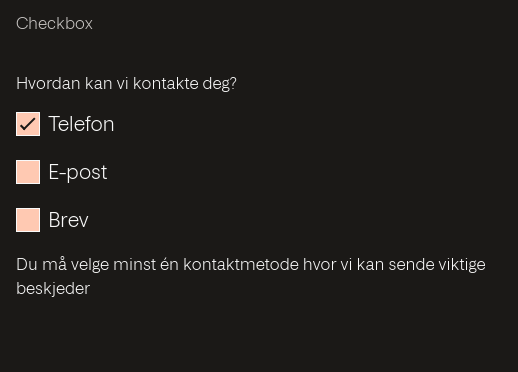 Checkbox
Hvordan kan vi kontakte deg?
Telefon
E-post
Brev
Du må velge minst én kontaktmetode hvor vi kan sende viktige
beskjeder